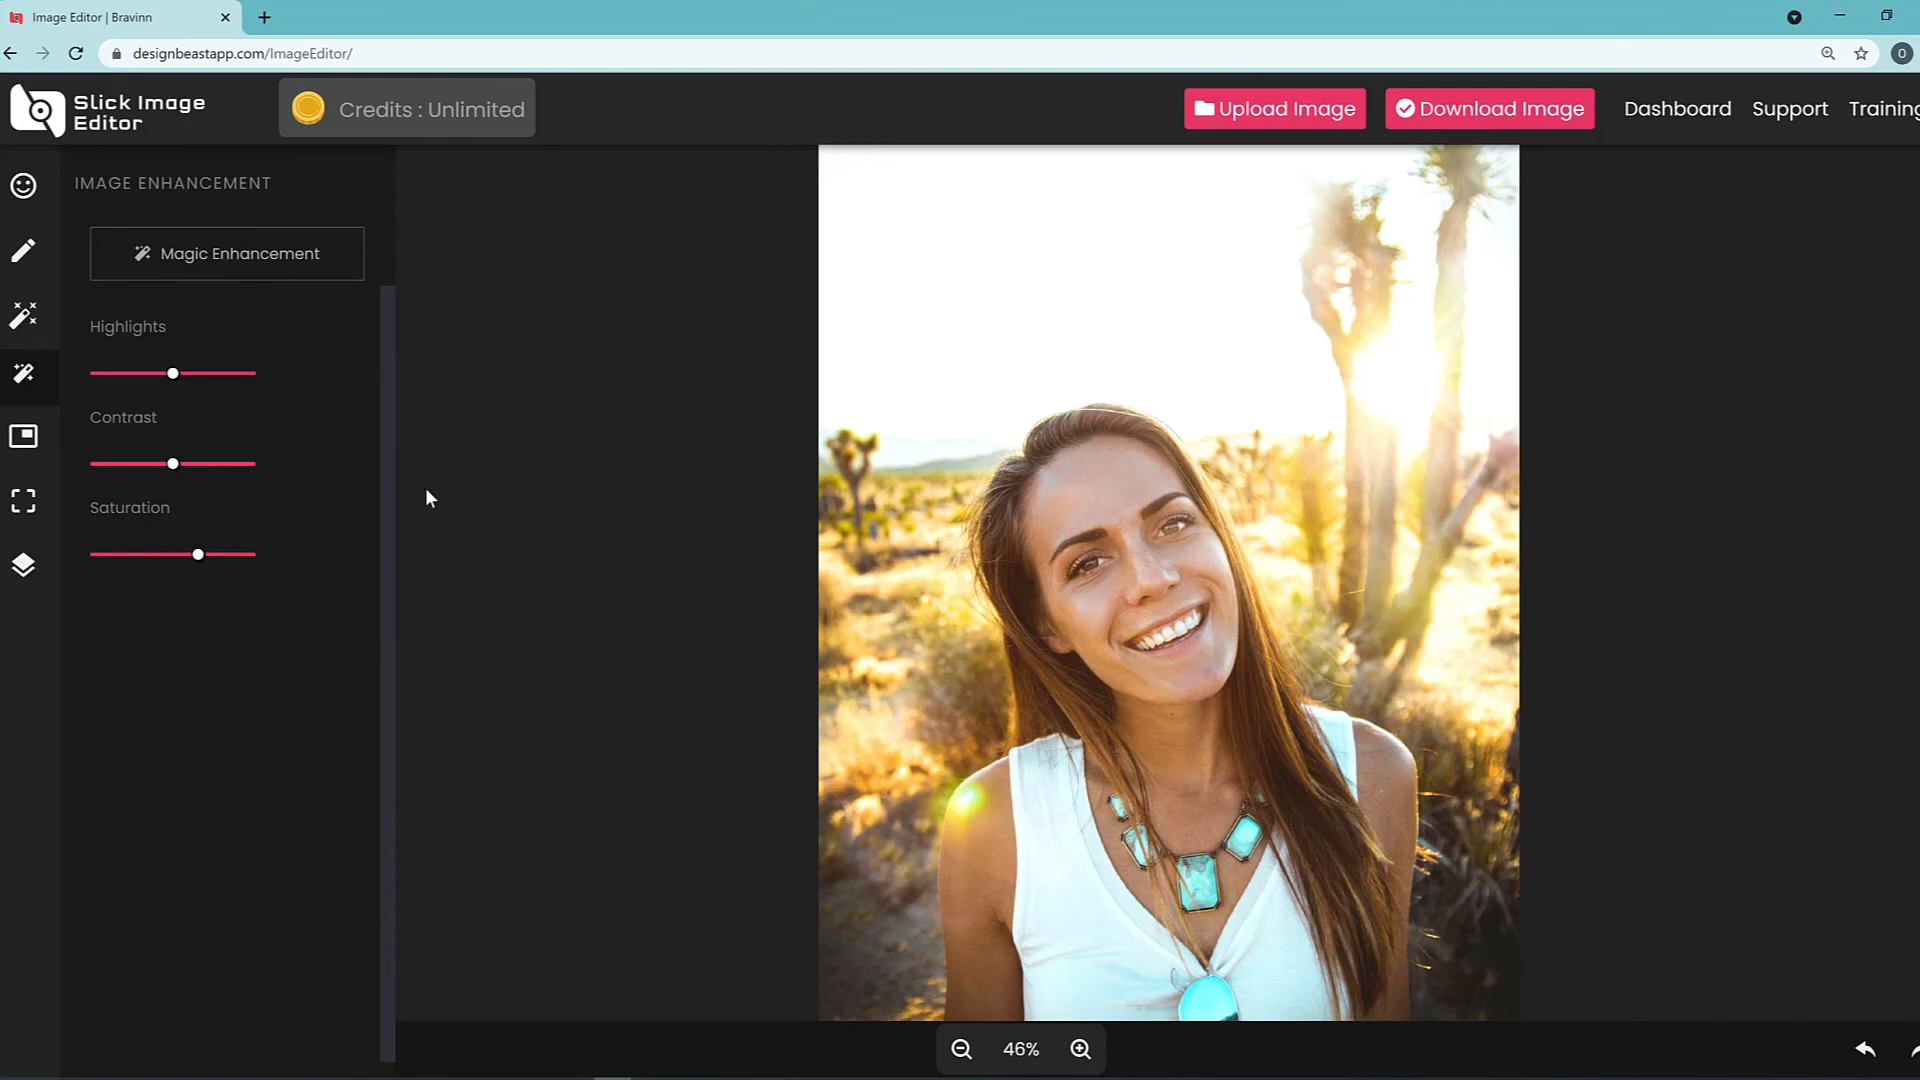 Image Editor | Bravinn
designbeastapp.com/ImageEditor/
O
Slick Image
Editor
Credits : Unlimited
Upload Image
Download Image
Dashboard
Support
Training
IMAGE ENHANCEMENT
Magic Enhancement
Highlights
Contrast
Saturation
46%